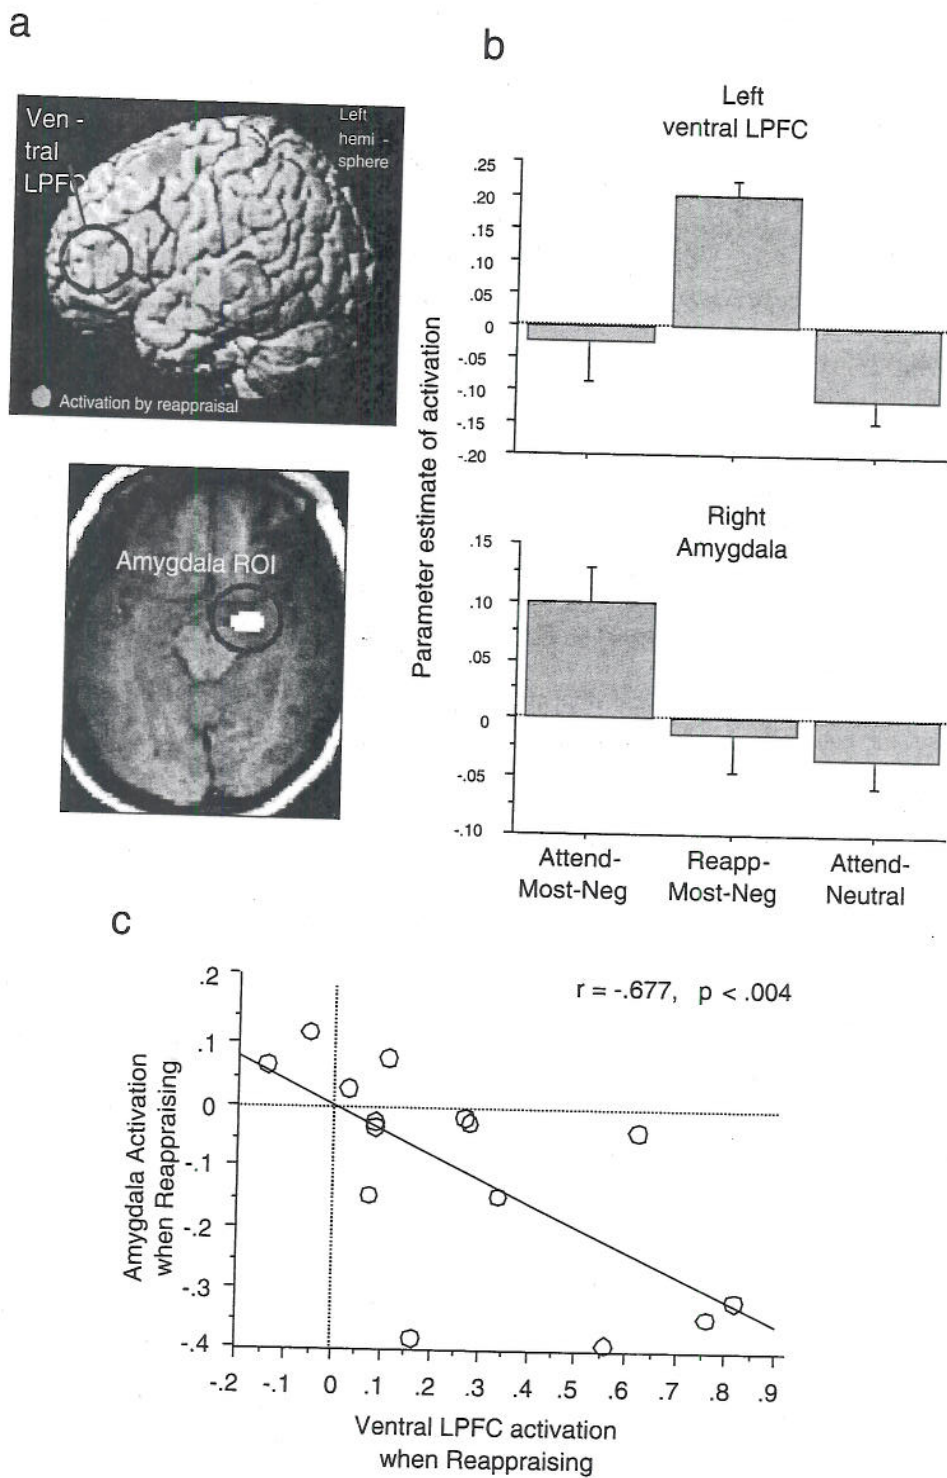 a
Ven -
tral
LPFC
Left
hemi -
sphere
Activation by reappraisal
Amygdala ROI
b
Parameter estimate of activation
Left
ventral LPFC
.25
.20
.15
.10
.05
0
-.05
-.10
-.15
-.20
Right
Amygdala
.15
.10
.05
0
-.05
-.10
Attend-
Most-Neg
Reapp-
Most-Neg
Attend-
Neutral
c
r = -.677, p < .004
Amygdala Activation
when Reappraising
.2
.1
0
-.1
-.2
-.3
-.4
-.2 -.1 0 .1 .2 .3 .4 .5 .6 .7 .8 .9
Ventral LPFC activation
when Reappraising